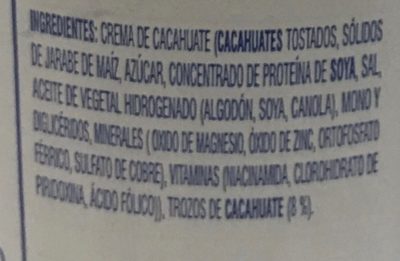 INGREDIENTES: CREMA DE CACAHUATE (CACAHUATES TOSTADOS, SÓLIDOS
DE JARABE DE MAÍZ, AZÚCAR, CONCENTRADO DE PROTEÍNA DE SOYA, SAL,
ACEITE DE VEGETAL HIDROGENADO (ALGODÓN, SOYA, CANOLA), MONO Y
DIGLICÉRIDOS, MINERALES ( OXIDO DE MAGNESIO, ÓXIDO DE ZINC, ORTOFOSFATO
FÉRRICO, SULFATO DE COBRE), VITAMINAS (NIACINAMIDA, CLOROHIDRATO DE
PIRIDOXINA, ÁCIDO FÓLICO)), TROZOS DE CACAHUATE (8 %).